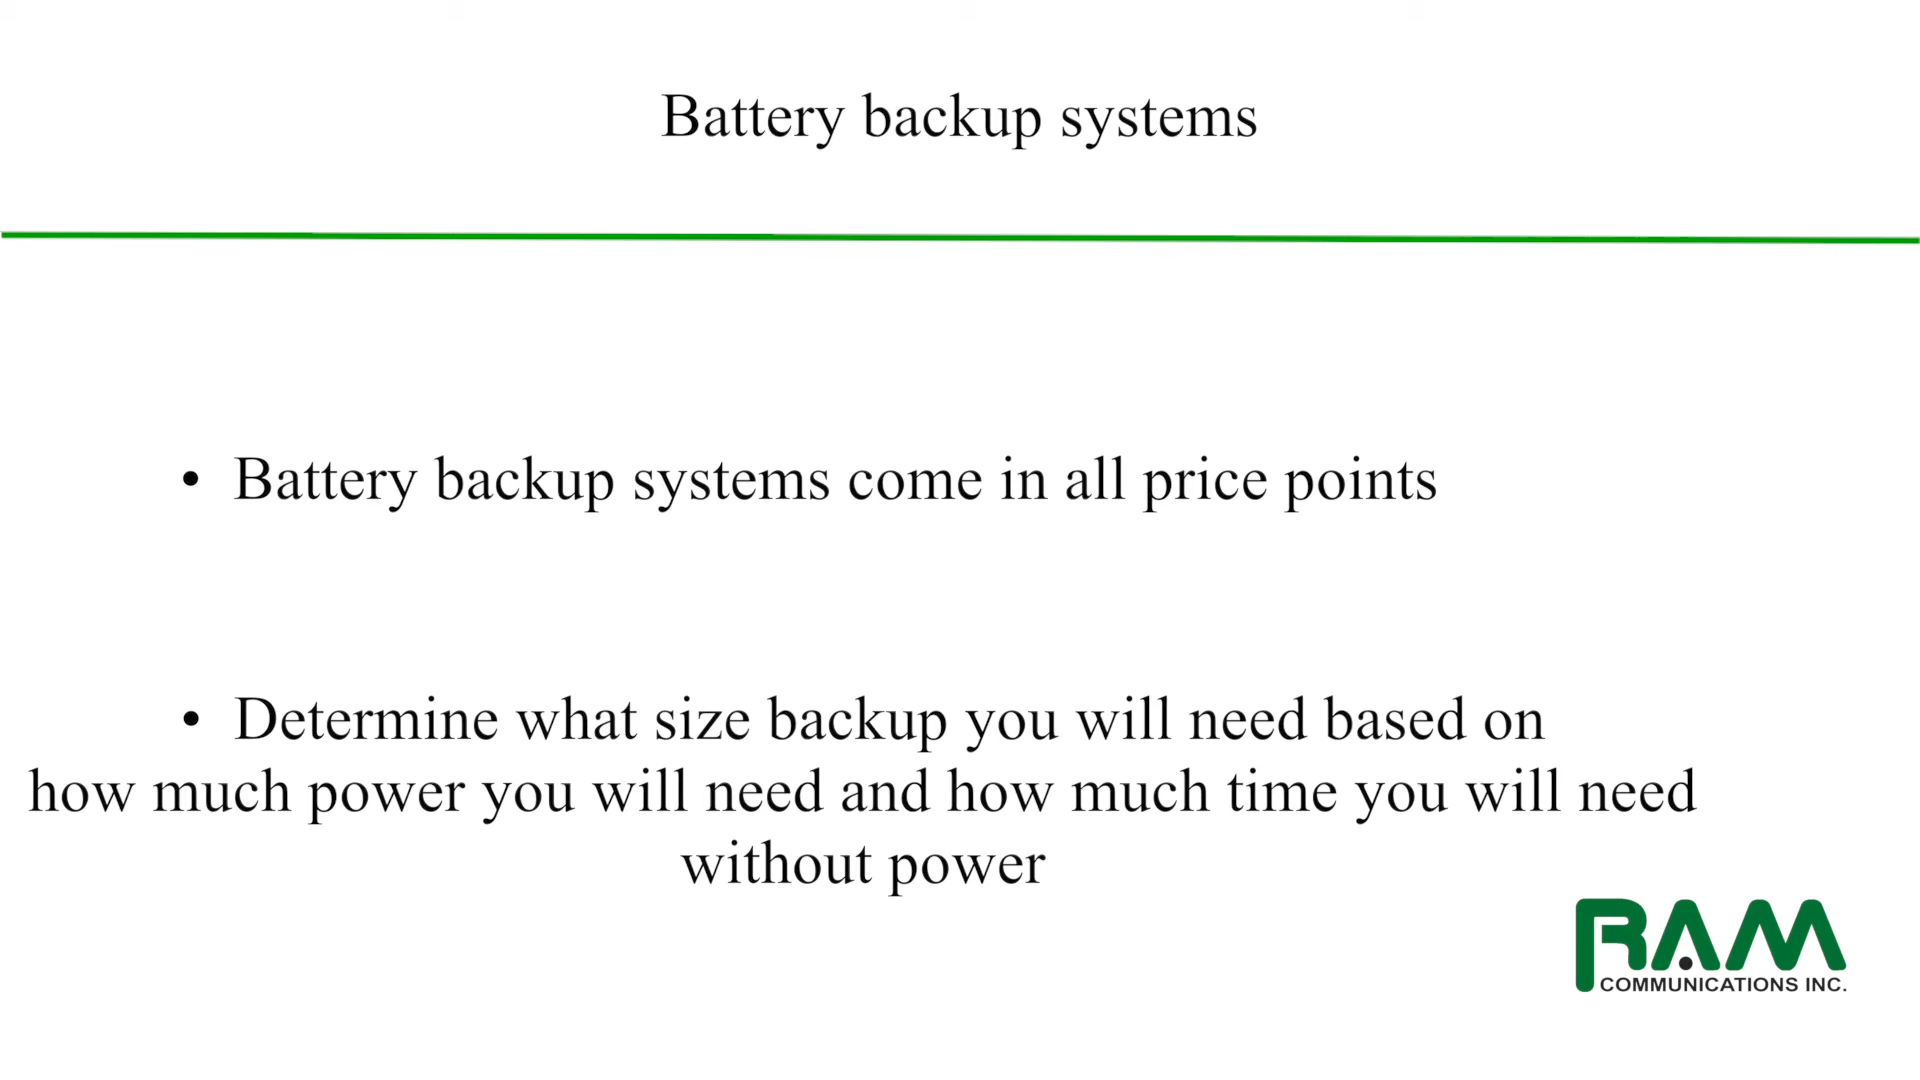 Battery backup systems
• Battery backup systems come in all price points
• Determine what size backup you will need based on
how much power you will need and how much time you will need
without power
RAM
COMMUNICATIONS INC.